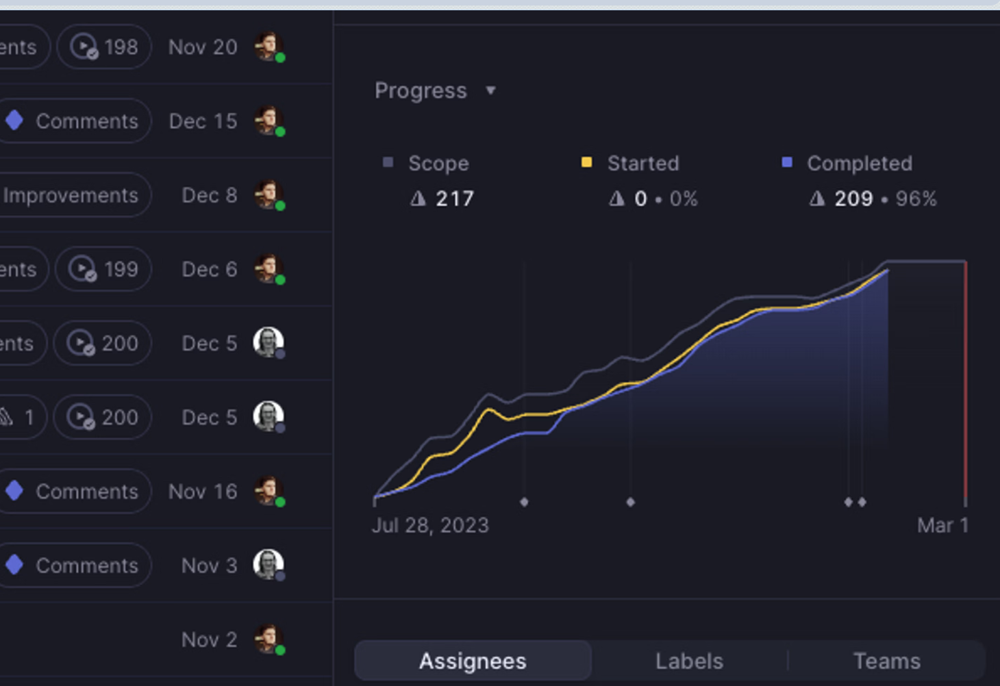 ents 198 Nov 20
Comments Dec 15
Improvements Dec 8
ents 199 Dec 6
ents 200 Dec 5
1 200 Dec 5
Comments Nov 16
Comments Nov 3
Nov 2
Progress
Scope Started Completed
217 0 • 0% 209 • 96%
Jul 28, 2023 Mar 1
Assignees Labels Teams